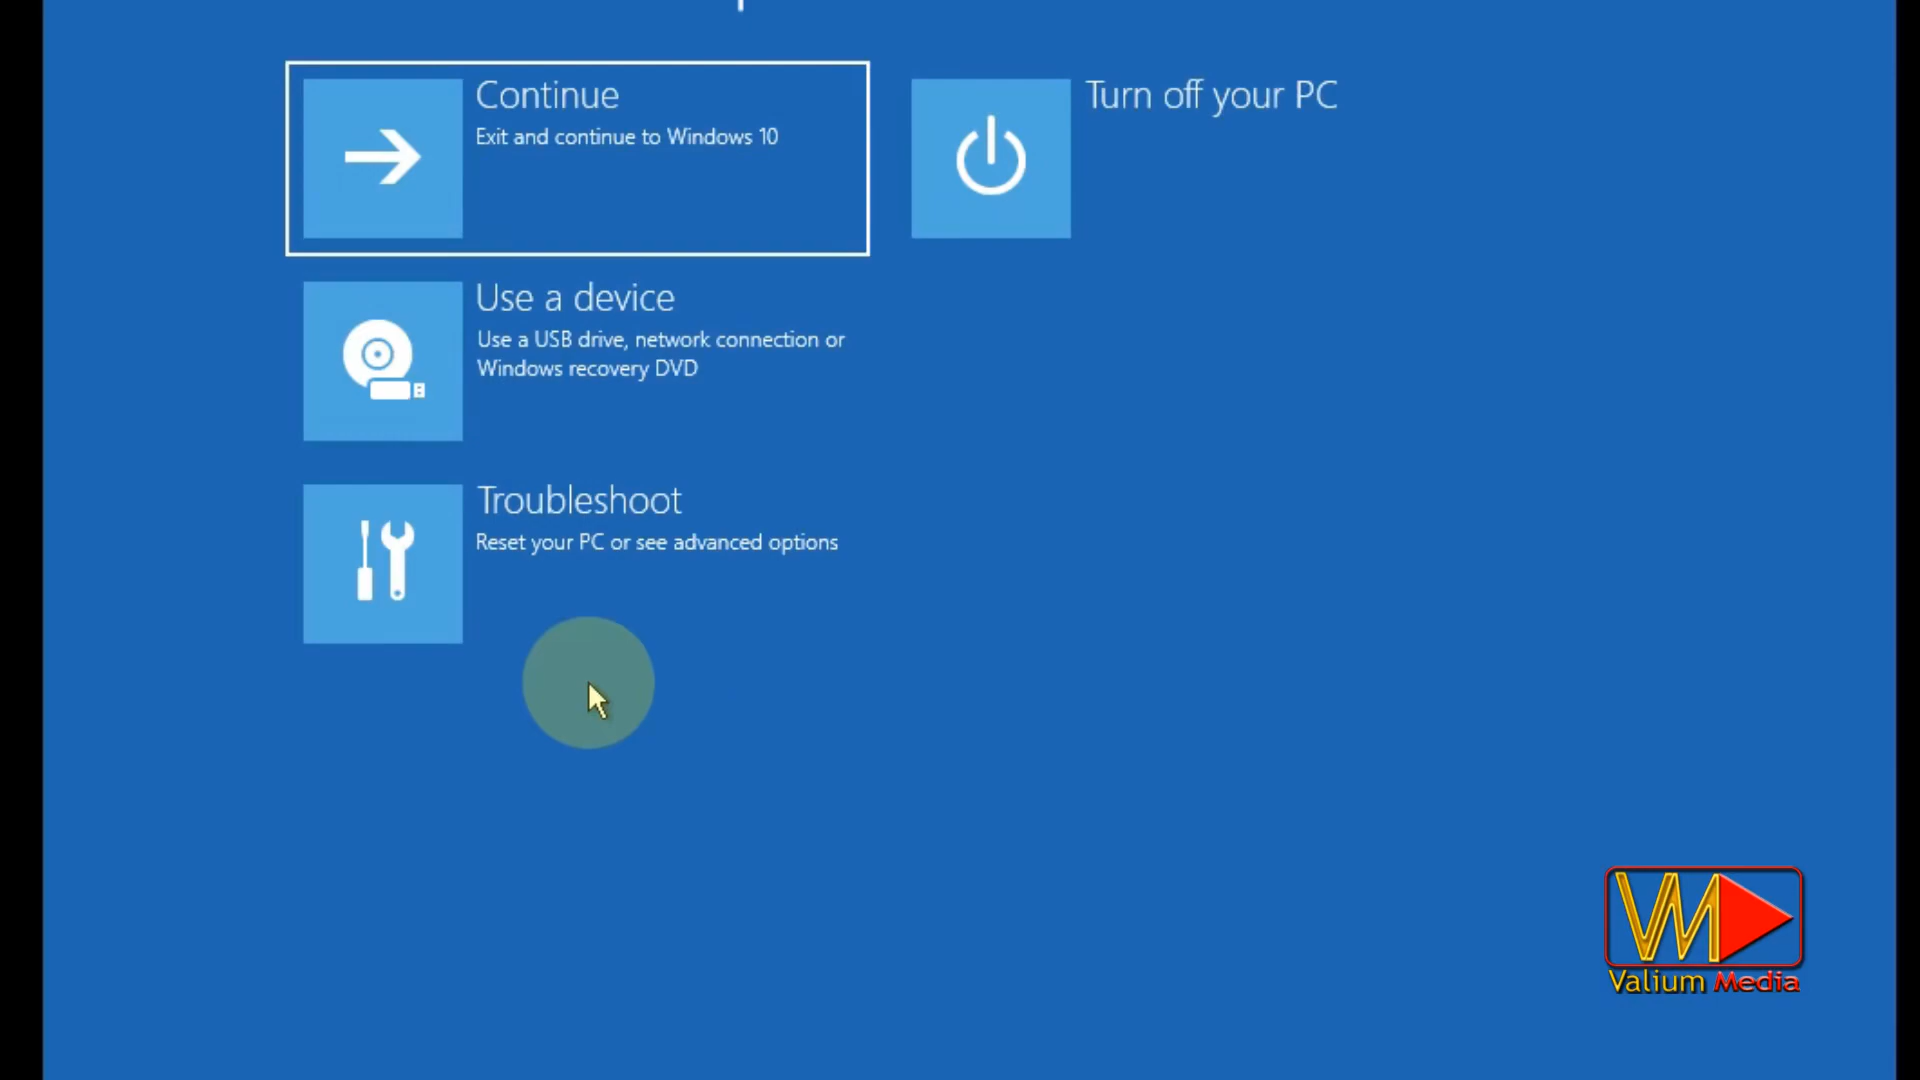 Continue
Exit and continue to Windows 10
Turn off your PC
Use a device
Use a USB drive, network connection or
Windows recovery DVD
Troubleshoot
Reset your PC or see advanced options
VM
Valium Media